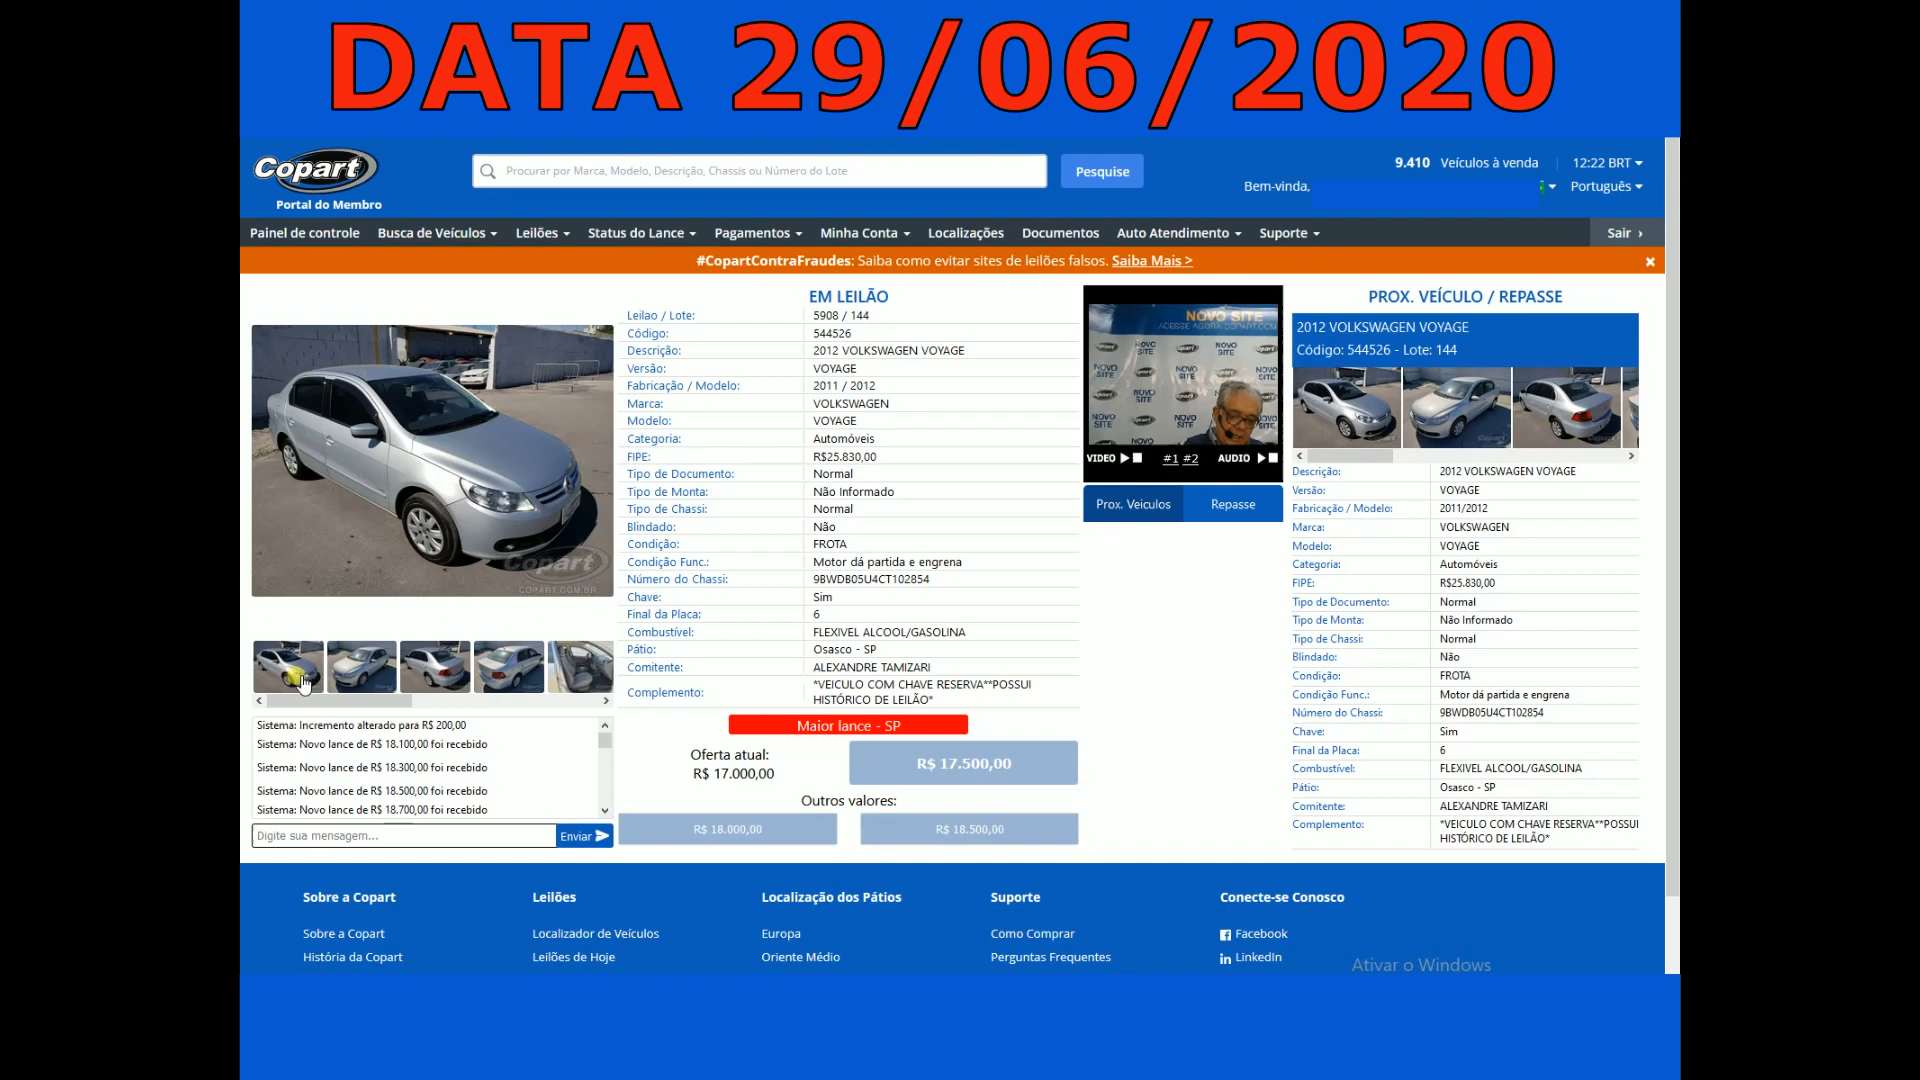 DATA 29/06/2020
Copart
Portal do Membro
Procurar por Marca, Modelo, Descrição, Chassis ou Número do Lote
Pesquise
9.410 Veículos à venda
12:22 BRT
Bem-vinda,
Português
Painel de controle Busca de Veículos Leilões Status do Lance Pagamentos Minha Conta Localizações Documentos Auto Atendimento Suporte Sair ›
#CopartContraFraudes: Saiba como evitar sites de leilões falsos. Saiba Mais > ×
EM LEILÃO
Leilao / Lote: 5908 / 144
Código: 544526
Descrição: 2012 VOLKSWAGEN VOYAGE
Versão: VOYAGE
Fabricação / Modelo: 2011 / 2012
Marca: VOLKSWAGEN
Modelo: VOYAGE
Categoria: Automóveis
FIPE: R$25.830,00
Tipo de Documento: Normal
Tipo de Monta: Não Informado
Tipo de Chassi: Normal
Blindado: Não
Condição: FROTA
Condição Func.: Motor dá partida e engrena
Número do Chassi: 9BWDB05U4CT102854
Chave: Sim
Final da Placa: 6
Combustível: FLEXIVEL ALCOOL/GASOLINA
Pátio: Osasco - SP
Comitente: ALEXANDRE TAMIZARI
Complemento: *VEICULO COM CHAVE RESERVA**POSSUI
HISTÓRICO DE LEILÃO*
Copart
COPART.COM.BR
Sistema: Incremento alterado para R$ 200,00
Sistema: Novo lance de R$ 18.100,00 foi recebido
Sistema: Novo lance de R$ 18.300,00 foi recebido
Sistema: Novo lance de R$ 18.500,00 foi recebido
Sistema: Novo lance de R$ 18.700,00 foi recebido
Digite sua mensagem...
Enviar
Maior lance - SP
Oferta atual:
R$ 17.000,00
R$ 17.500,00
Outros valores:
R$ 18.000,00
R$ 18.500,00
NOVO SITE
ACESSE AGORA COPART.COM
NOVO SITE
VIDEO #1 #2 AUDIO
Prox. Veiculos
Repasse
PROX. VEÍCULO / REPASSE
2012 VOLKSWAGEN VOYAGE
Código: 544526 - Lote: 144
Descrição: 2012 VOLKSWAGEN VOYAGE
Versão: VOYAGE
Fabricação / Modelo: 2011/2012
Marca: VOLKSWAGEN
Modelo: VOYAGE
Categoria: Automóveis
FIPE: R$25.830,00
Tipo de Documento: Normal
Tipo de Monta: Não Informado
Tipo de Chassi: Normal
Blindado: Não
Condição: FROTA
Condição Func.: Motor dá partida e engrena
Número do Chassi: 9BWDB05U4CT102854
Chave: Sim
Final da Placa: 6
Combustível: FLEXIVEL ALCOOL/GASOLINA
Pátio: Osasco - SP
Comitente: ALEXANDRE TAMIZARI
Complemento: *VEICULO COM CHAVE RESERVA**POSSUI
HISTÓRICO DE LEILÃO*
Sobre a Copart
Sobre a Copart
História da Copart
Leilões
Localizador de Veículos
Leilões de Hoje
Localização dos Pátios
Europa
Oriente Médio
Suporte
Como Comprar
Perguntas Frequentes
Conecte-se Conosco
Facebook
LinkedIn
Ativar o Windows